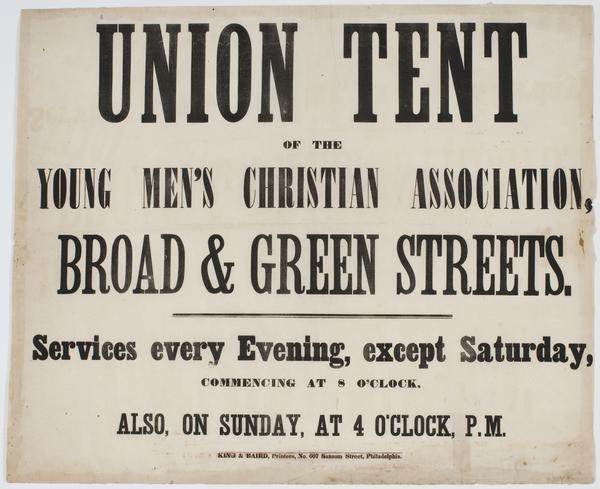 UNION TENT
OF THE
YOUNG MEN'S CHRISTIAN ASSOCIATION,
BROAD & GREEN STREETS.
Services every Evening, except Saturday,
COMMENCING AT 8 O'CLOCK,
ALSO, ON SUNDAY, AT 4 O'CLOCK, P.M.
KING & BAIRD, Printers, No. 607 Sansom Street, Philadelphia.